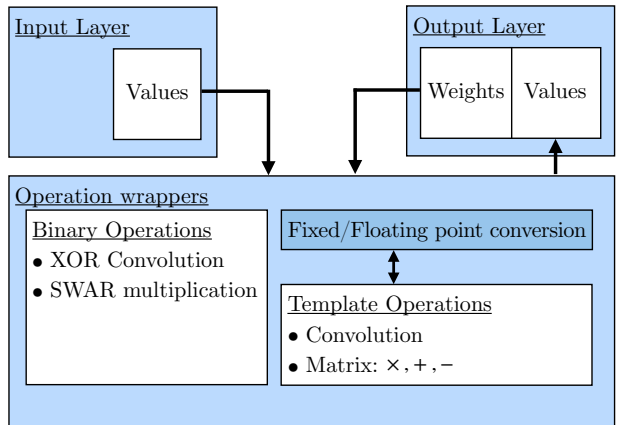 Input Layer
Values
Output Layer
Weights
Values
Operation wrappers
Binary Operations
• XOR Convolution
• SWAR multiplication
Fixed/Floating point conversion
Template Operations
• Convolution
• Matrix: ×, +, −